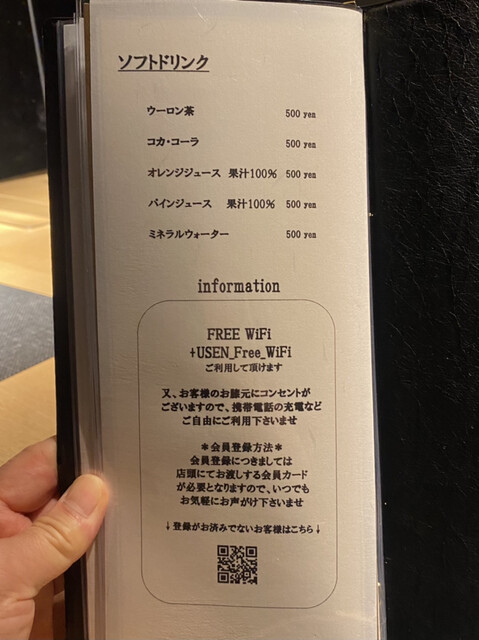 ソフトドリンク
ウーロン茶 500 yen
コカ・コーラ 500 yen
オレンジジュース 果汁100% 500 yen
パインジュース 果汁100% 500 yen
ミネラルウォーター 500 yen
information
FREE WiFi
+USEN_Free_WiFi
ご利用して頂けます
又、お客様のお膝元にコンセントが
ございますので、携帯電話の充電など
ご自由にご利用下さいませ
*会員登録方法*
会員登録につきましては
店頭にてお渡しする会員カード
が必要となりますので、いつでも
お気軽にお声がけ下さいませ
↓登録がお済みでないお客様はこちら↓